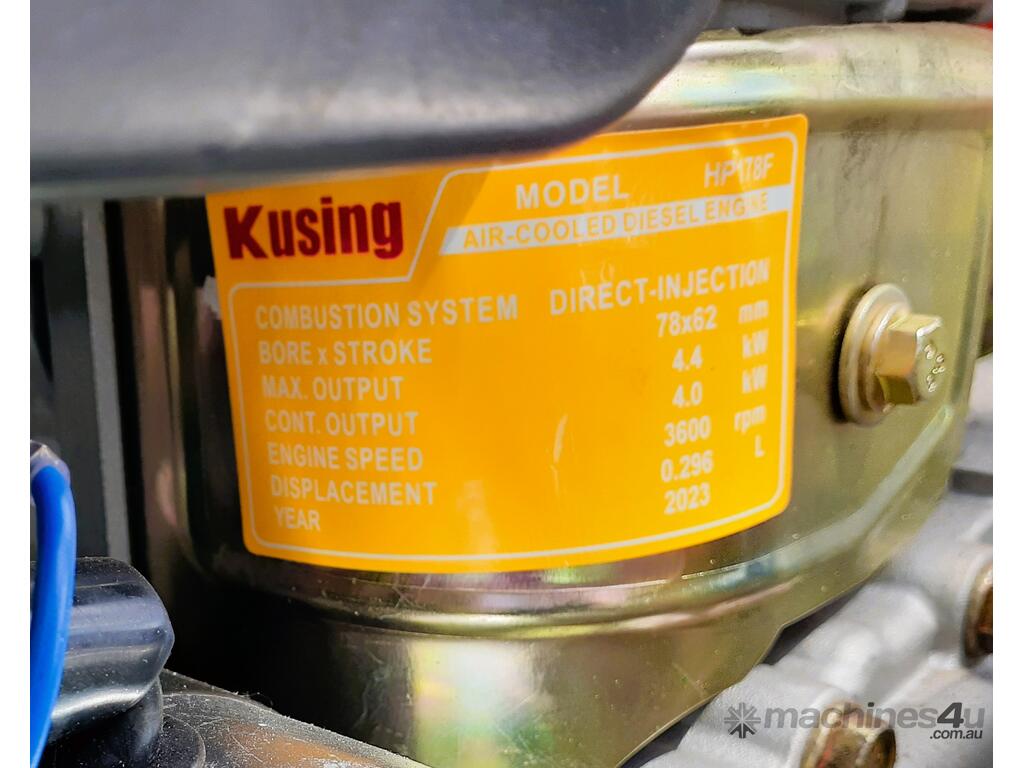 Kusing
MODEL HP178F
AIR-COOLED DIESEL ENGINE
COMBUSTION SYSTEM DIRECT-INJECTION
BORE x STROKE 78x62 mm
MAX. OUTPUT 4.4 kW
CONT. OUTPUT 4.0 kW
ENGINE SPEED 3600 rpm
DISPLACEMENT 0.296 L
YEAR 2023
machines4u
.com.au